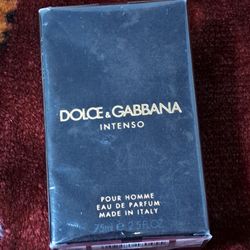 DOLCE & GABBANA
INTENSO
POUR HOMME
EAU DE PARFUM
MADE IN ITALY